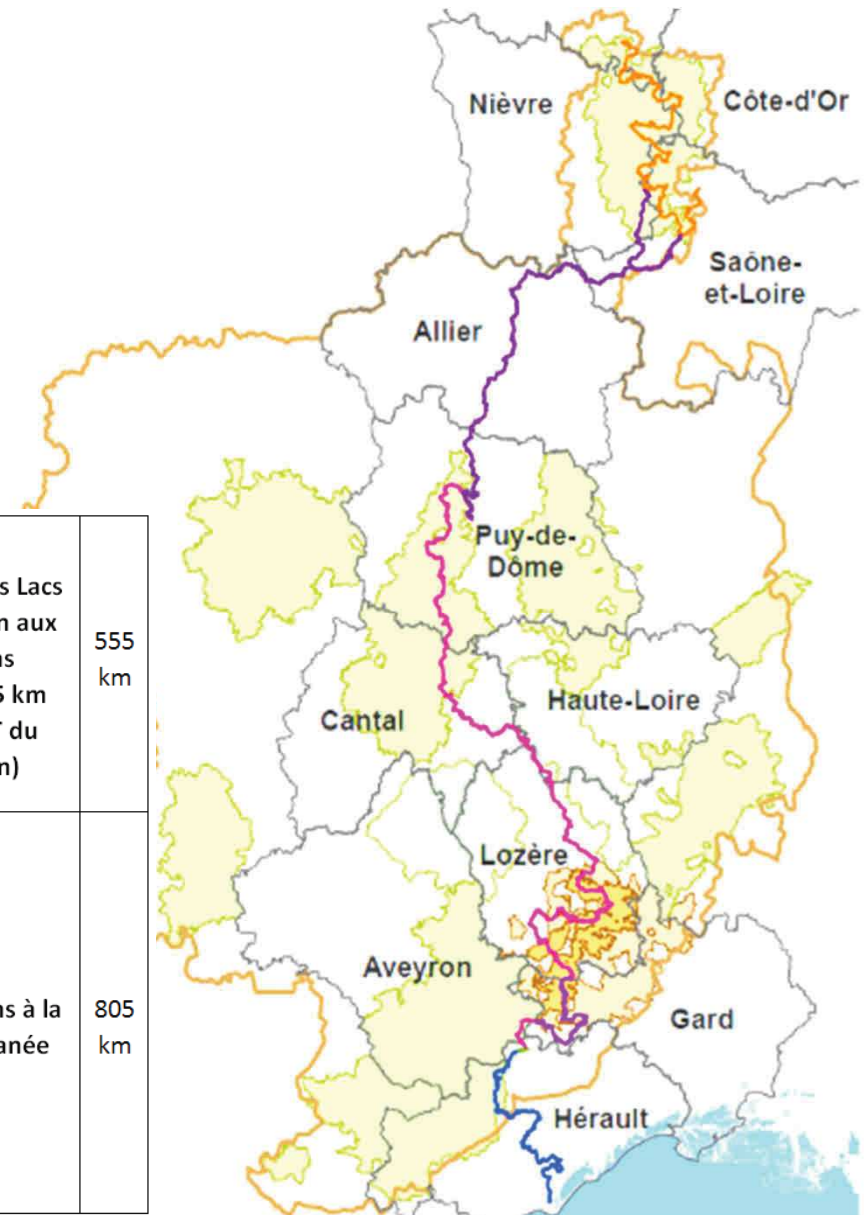 Nièvre
Côte-d'Or
Saône-
et-Loire
Allier
Puy-de-
Dôme
Cantal
Haute-Loire
Lozère
Aveyron
Gard
Hérault
s Lacs
n aux
ns
5 km
T du
n)
555
km
ns à la
anée
805
km